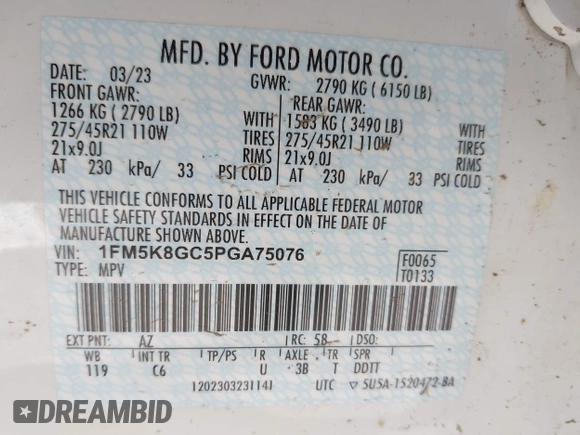 MFD. BY FORD MOTOR CO.
DATE: 03/23 GVWR: 2790 KG ( 6150 LB)
FRONT GAWR: REAR GAWR:
1266 KG ( 2790 LB) WITH 1583 KG ( 3490 LB) WITH
275/45R21 110W TIRES 275/45R21 110W TIRES
21x9.0J RIMS 21x9.0J RIMS
AT 230 kPa/ 33 PSI COLD AT 230 kPa/ 33 PSI COLD
THIS VEHICLE CONFORMS TO ALL APPLICABLE FEDERAL MOTOR
VEHICLE SAFETY STANDARDS IN EFFECT ON THE DATE OF
MANUFACTURE SHOWN ABOVE.
VIN: 1FM5K8GC5PGA75076 F0065
TYPE: MPV T0133
EXT PNT: AZ RC: 58 DSO:
WB INT TR TP/PS R AXLE TR SPR
119 C6 U 3B T DDTT
120230323114J UTC ▽ 5U5A-1520472-BA
DREAMBID